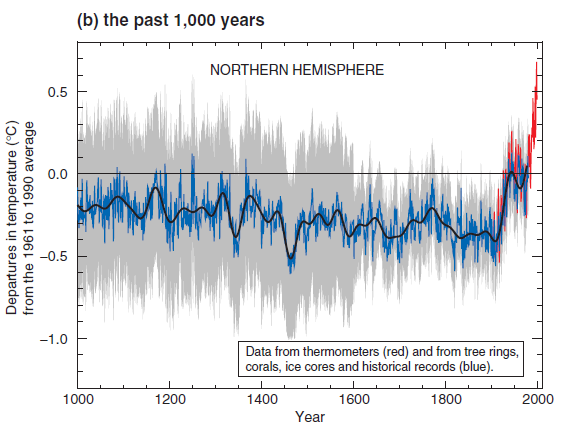 (b) the past 1,000 years
NORTHERN HEMISPHERE
Departures in temperature (°C)
from the 1961 to 1990 average
0.5
0.0
−0.5
−1.0
Data from thermometers (red) and from tree rings,
corals, ice cores and historical records (blue).
1000 1200 1400 1600 1800 2000
Year